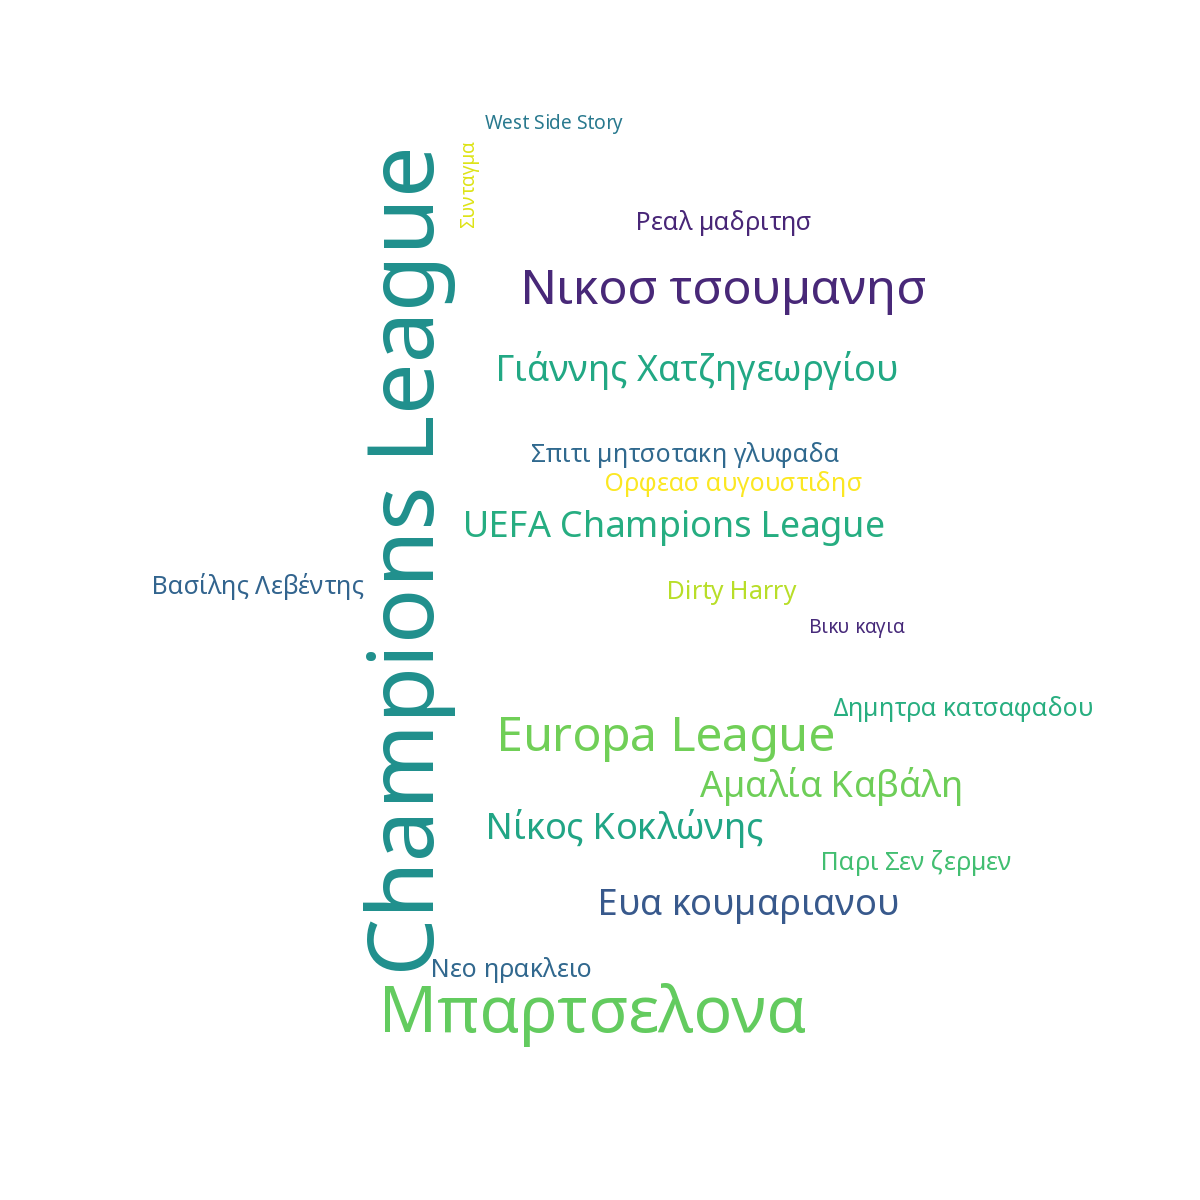 West Side Story
Συνταγμα
Champions League
Ρεαλ μαδριτησ
Νικοσ τσουμανησ
Γιάννης Χατζηγεωργίου
Σπιτι μητσοτακη γλυφαδα
Ορφεασ αυγουστιδησ
UEFA Champions League
Βασίλης Λεβέντης
Dirty Harry
Βικυ καγια
Δημητρα κατσαφαδου
Europa League
Αμαλία Καβάλη
Νίκος Κοκλώνης
Παρι Σεν ζερμεν
Ευα κουμαριανου
Νεο ηρακλειο
Μπαρτσελονα